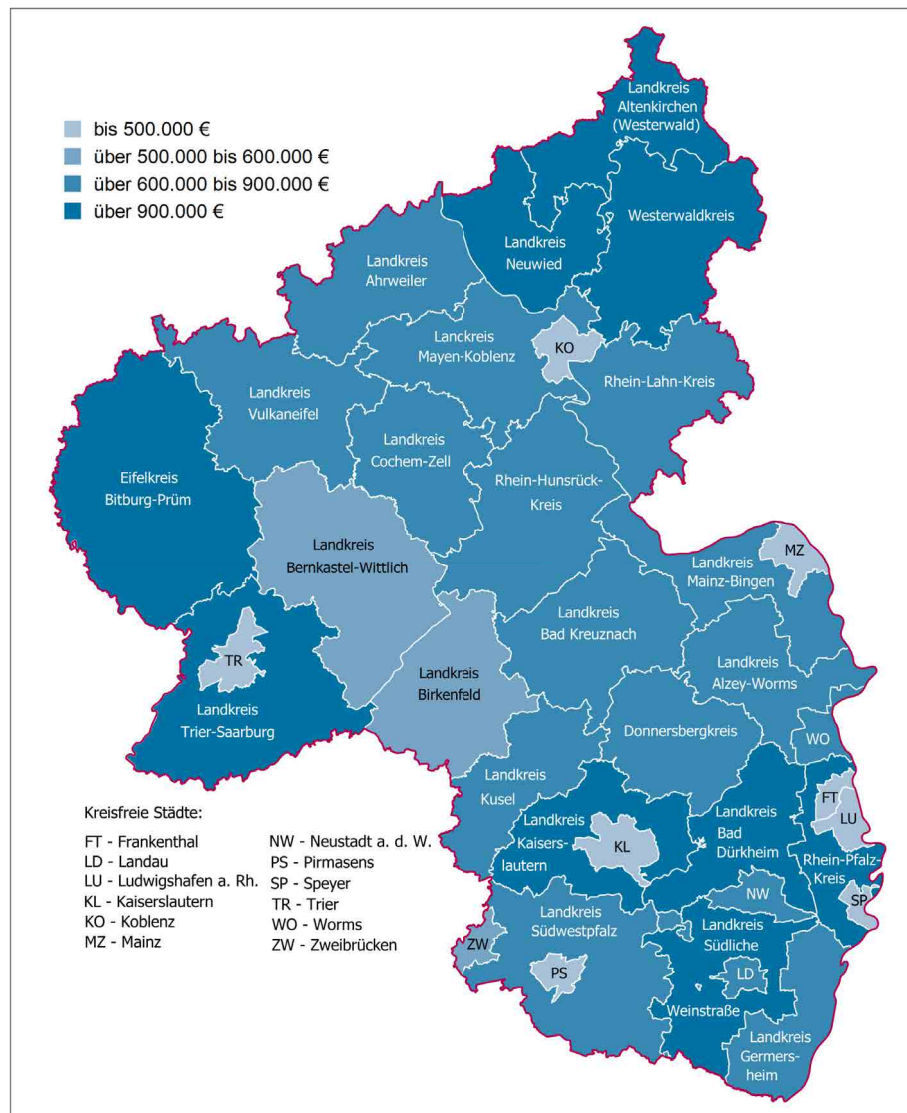 bis 500.000 €
über 500.000 bis 600.000 €
über 600.000 bis 900.000 €
über 900.000 €
Landkreis
Altenkirchen
(Westerwald)
Westerwaldkreis
Landkreis
Neuwied
Landkreis
Ahrweiler
Lanckreis
Mayen-Koblenz
KO
Rhein-Lahn-Kreis
Landkreis
Vulkaneifel
Landkreis
Cochem-Zell
Rhein-Hunsrück-
Kreis
Eifelkreis
Bitburg-Prüm
Landkreis
Bernkastel-Wittlich
MZ
Landkreis
Mainz-Bingen
Landkreis
Bad Kreuznach
TR
Landkreis
Trier-Saarburg
Landkreis
Birkenfeld
Landkreis
Alzey-Worms
Donnersbergkreis
WO
Landkreis
Kusel
Landkreis
Kaisers-
lautern
KL
Landkreis
Bad
Dürkheim
FT
LU
Rhein-Pfalz-
Kreis
SP
NW
Landkreis
Südwestpfalz
ZW
PS
Landkreis
Südliche
LD
Weinstraße
Landkreis
Germers-
heim
Kreisfreie Städte:
FT - Frankenthal
LD - Landau
LU - Ludwigshafen a. Rh.
KL - Kaiserslautern
KO - Koblenz
MZ - Mainz
NW - Neustadt a. d. W.
PS - Pirmasens
SP - Speyer
TR - Trier
WO - Worms
ZW - Zweibrücken